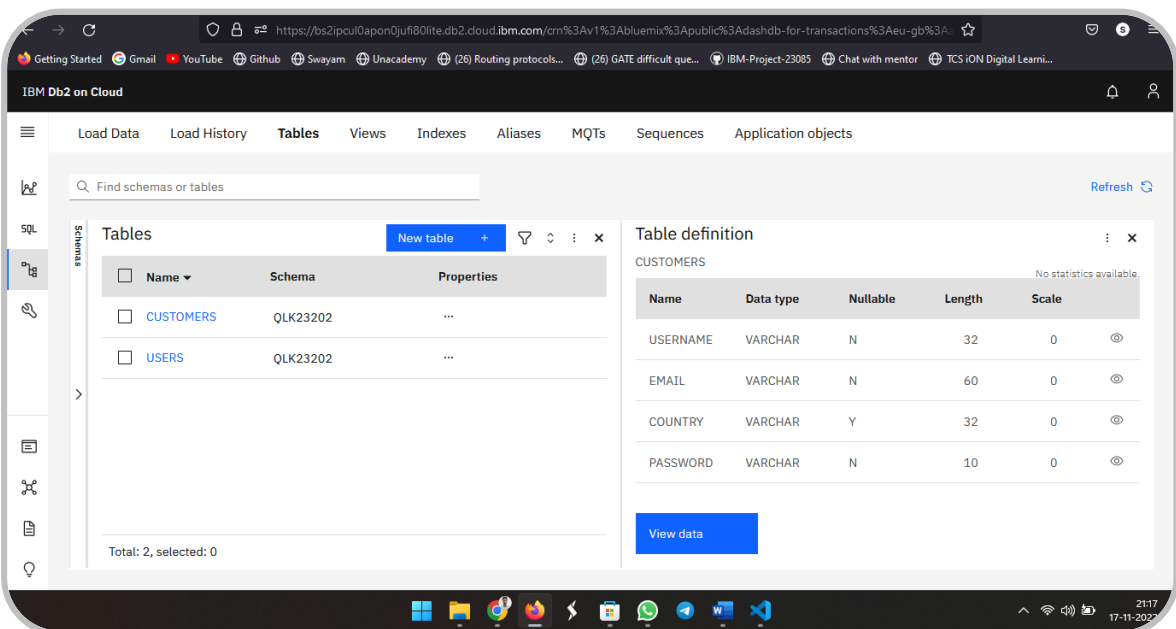 https://bs2ipcul0apon0jufi80lite.db2.cloud.ibm.com/crn%3Av1%3Abluemix%3Apublic%3Adashdb-for-transactions%3Aeu-gb%3A
S
Getting Started Gmail YouTube Github Swayam Unacademy (26) Routing protocols... (26) GATE difficult que... IBM-Project-23085 Chat with mentor TCS iON Digital Learni...
IBM Db2 on Cloud
Load Data Load History Tables Views Indexes Aliases MQTs Sequences Application objects
Find schemas or tables
Refresh
SQL
Schemas
Tables
New table +
Name Schema Properties
CUSTOMERS QLK23202 ...
USERS QLK23202 ...
Total: 2, selected: 0
Table definition
CUSTOMERS
No statistics available.
Name Data type Nullable Length Scale
USERNAME VARCHAR N 32 0
EMAIL VARCHAR N 60 0
COUNTRY VARCHAR Y 32 0
PASSWORD VARCHAR N 10 0
View data
21:17
17-11-2022